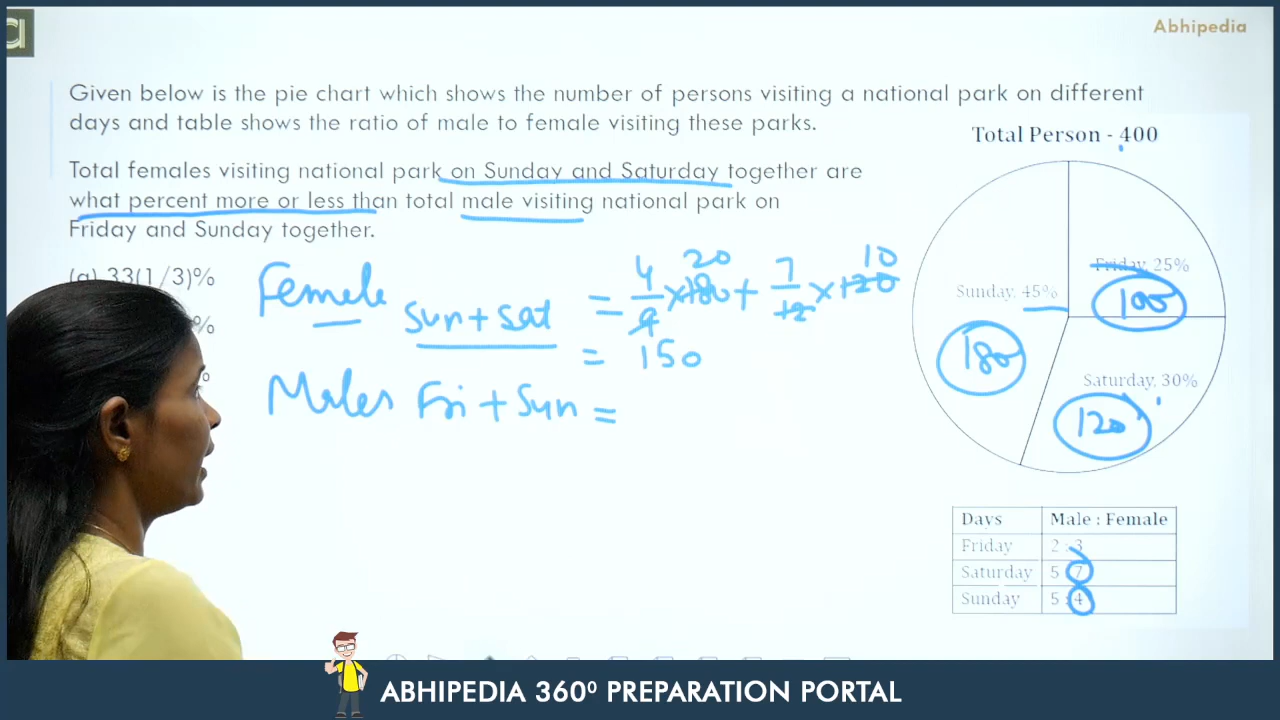 a
Abhipedia
Given below is the pie chart which shows the number of persons visiting a national park on different
days and table shows the ratio of male to female visiting these parks.
Total Person - 400
Total females visiting national park on Sunday and Saturday together are
what percent more or less than total male visiting national park on
Friday and Sunday together.
(a) 33(1/3)%
%
Female Sun + Sat = 4/9 × 180 + 7/12 × 120
20 10
= 150
Males Fri + Sun =
Friday, 25%
100
Sunday, 45%
180
Saturday, 30%
120
Days Male : Female
Friday 2 : 3
Saturday 5 7
Sunday 5 : 4
ABHIPEDIA 360⁰ PREPARATION PORTAL